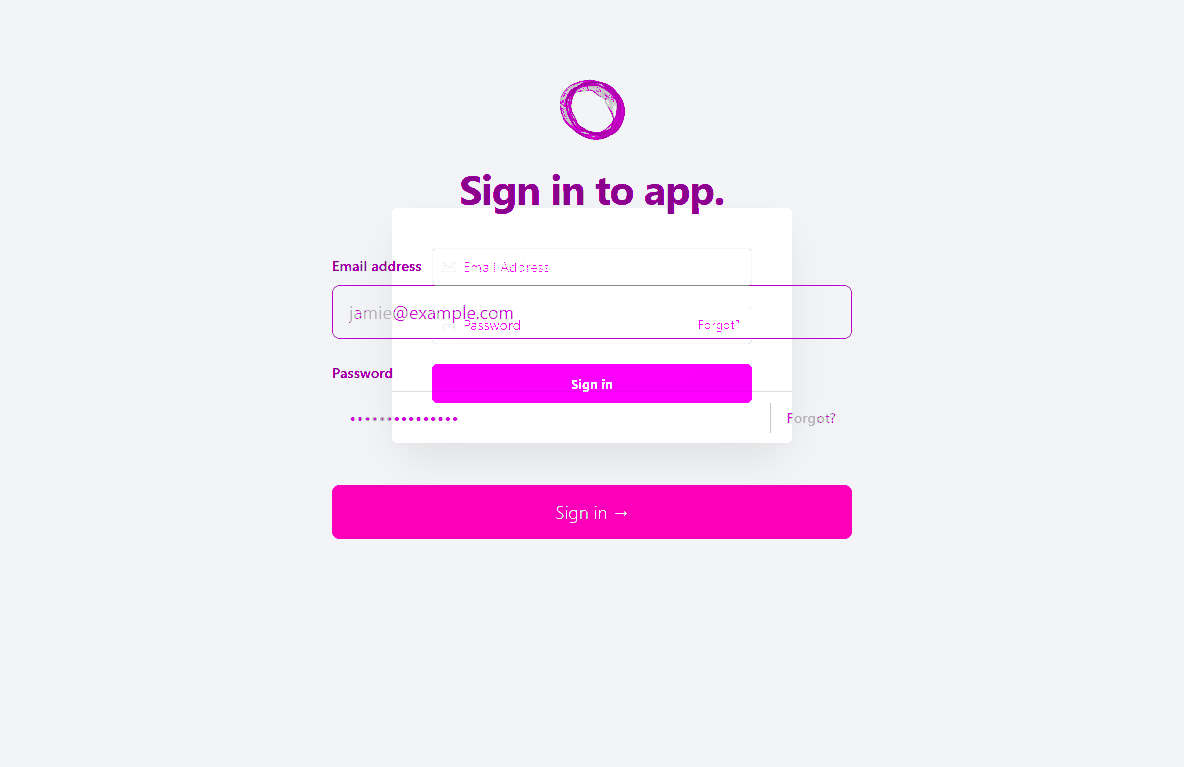 Sign in to app.
Email address
Email Address
jamie@example.com
Password
Forgot?
Password
Sign in
••••••••••••••• Forgot?
Sign in →